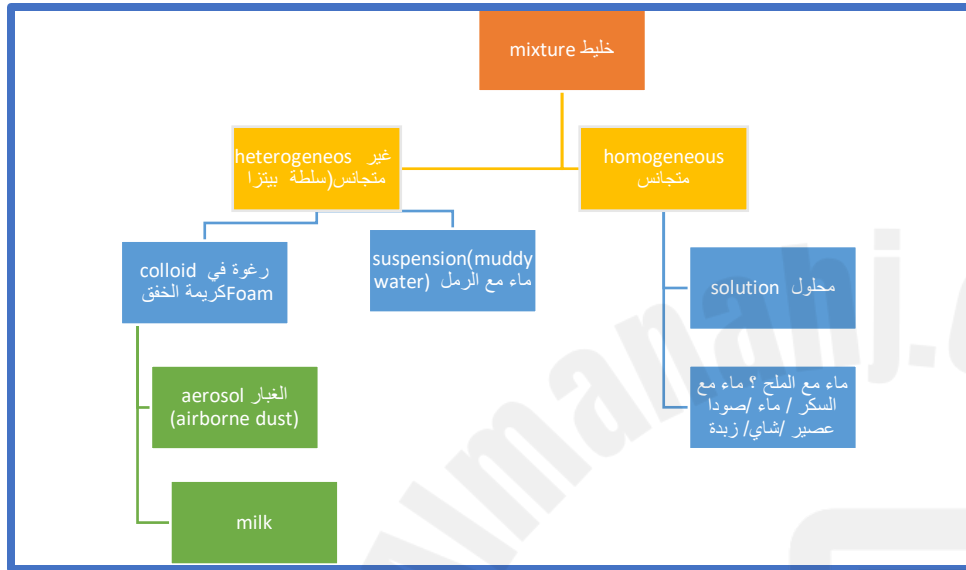 خليط mixture
heterogeneos غير
متجانس(سلطة بيتزا
homogeneous
متجانس
colloid رغوة في
Foamكريمة الخفق
suspension(muddy
water) ماء مع الرمل
محلول solution
aerosol الغبار
(airborne dust)
ماء مع الملح ؟ ماء مع
السكر / ماء /صودا
عصير /شاي/ زبدة
milk
Almanahj.